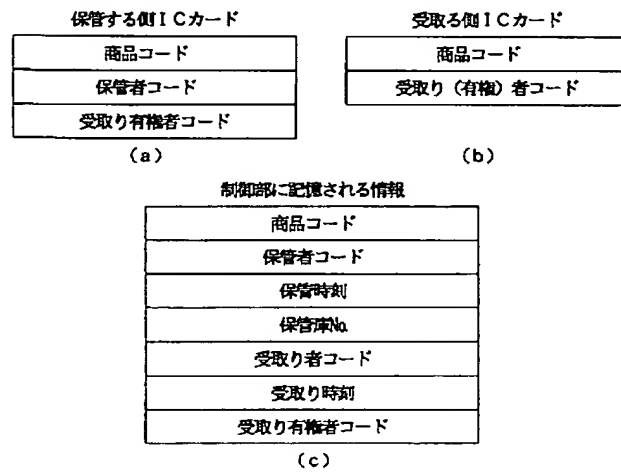 保管する側ICカード
商品コード
保管者コード
受取り有権者コード
(a)
受取る側ICカード
商品コード
受取り(有権)者コード
(b)
制御部に記憶される情報
商品コード
保管者コード
保管時刻
保管庫No.
受取り者コード
受取り時刻
受取り有権者コード
(c)